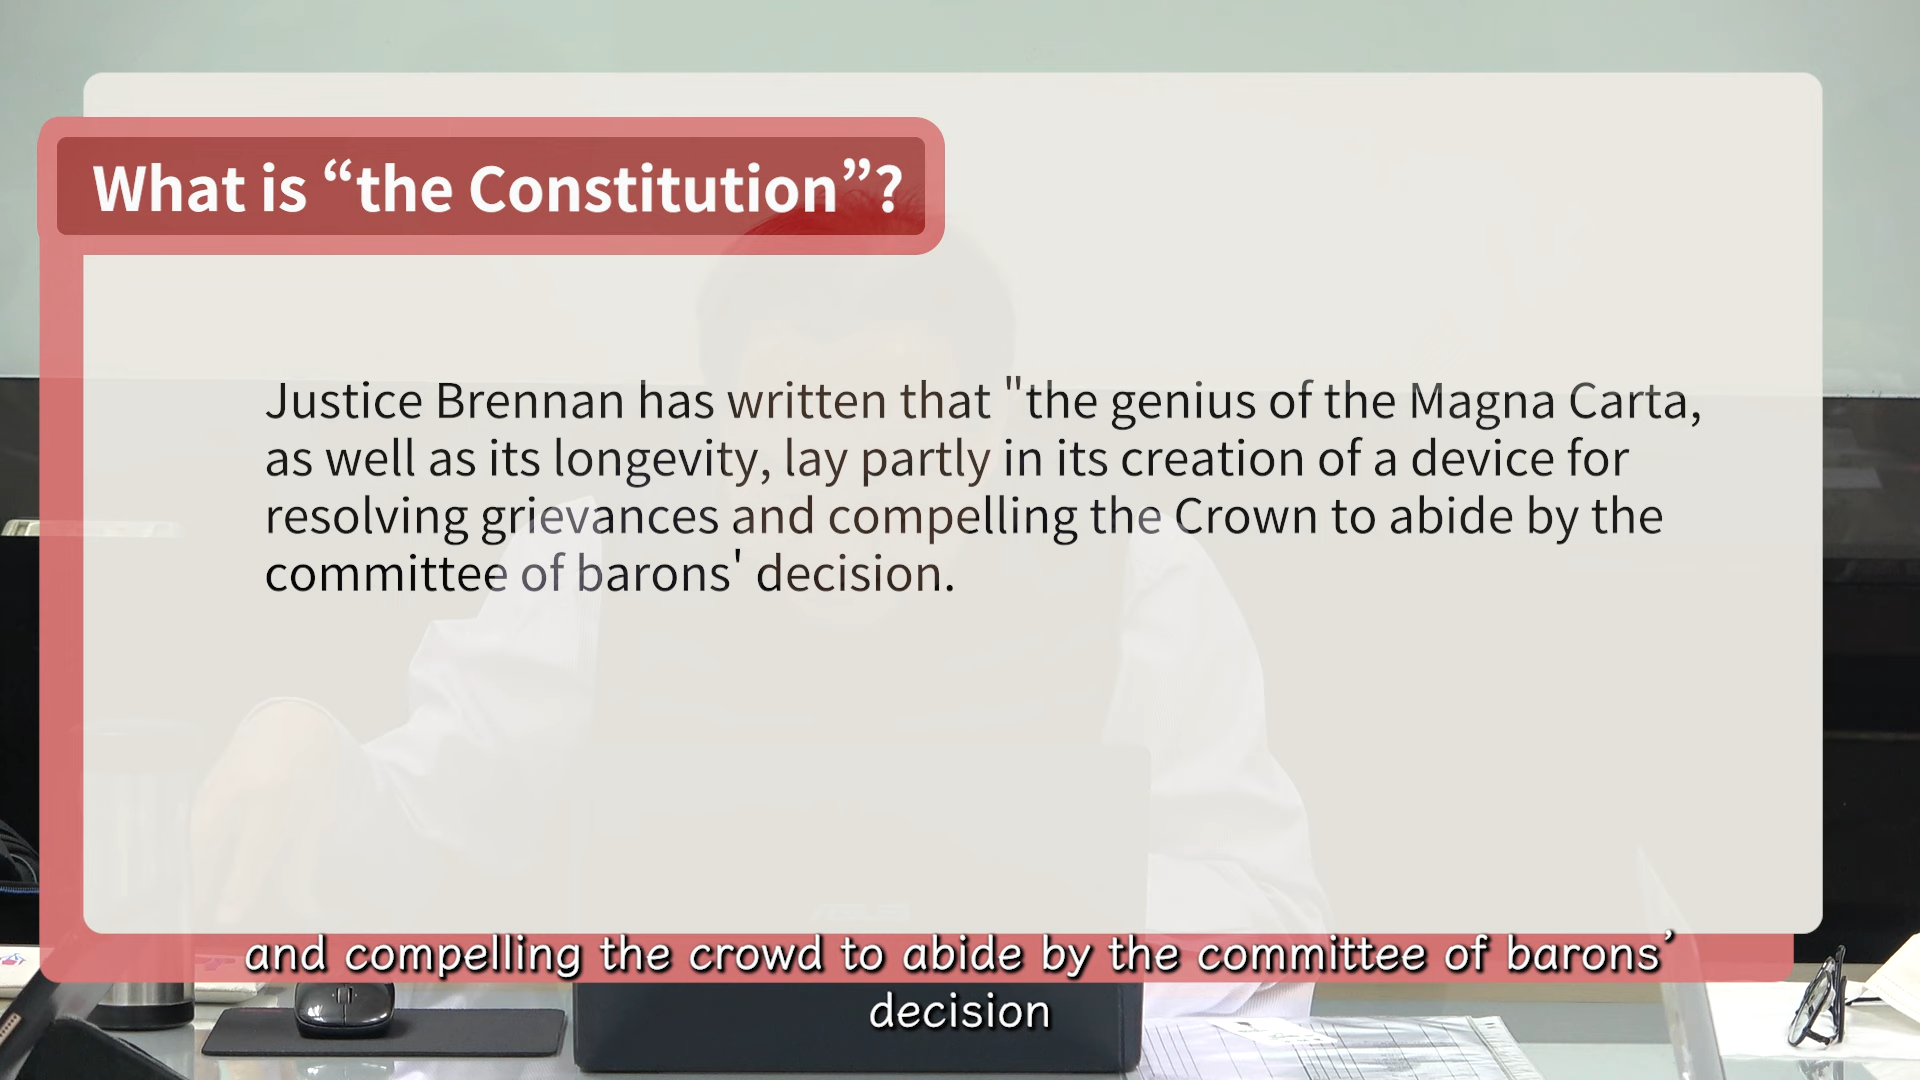 What is “the Constitution”?
Justice Brennan has written that "the genius of the Magna Carta,
as well as its longevity, lay partly in its creation of a device for
resolving grievances and compelling the Crown to abide by the
committee of barons' decision.
and compelling the crowd to abide by the committee of barons’
decision